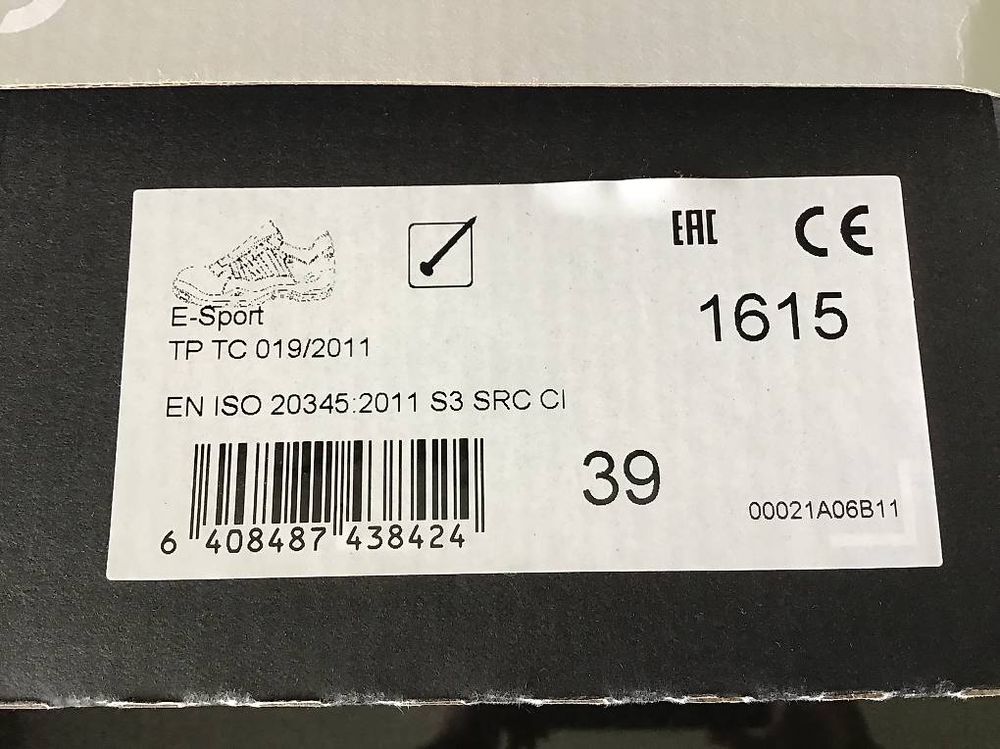 EAC CE
E-Sport
1615
TP TC 019/2011
EN ISO 20345:2011 S3 SRC CI
39
00021A06B11
6 408487 438424